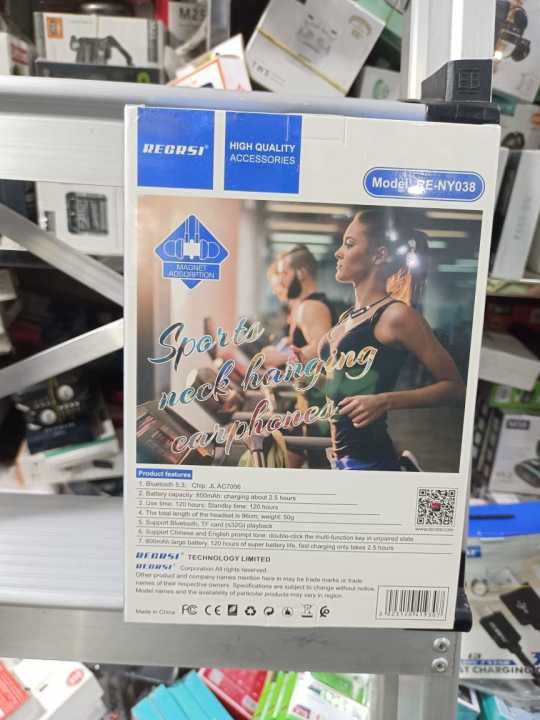 RECRSI
HIGH QUALITY
ACCESSORIES
Model: RE-NY038
MAGNET
ADSORITION
Sports
neck hanging
earphones
Product features
1. Bluetooth 5.3; Chip: JL AC7006
2. Battery capacity: 800mAh: charging about 2.5 hours
3. Use time: 120 hours: Standby time: 120 hours
4. The total length of the headset is 96cm; weight: 50g
5. Support Bluetooth, TF card (≤32G) playback
6. Support Chinese and English prompt tone: double-click the multi-function key in unpaired state
7. 800mAh large battery, 120 hours of super battery life, fast charging only takes 2.5 hours
RECRSI TECHNOLOGY LIMITED
RECRSI Corporation All rights reserved.
Other product and company names mention here in may be trade marks or trade
names of their respective owners. Specifications are subject to change without notice.
Model names and the availability of particular products may vary in region.
Made in China FC CE
M25
TWS